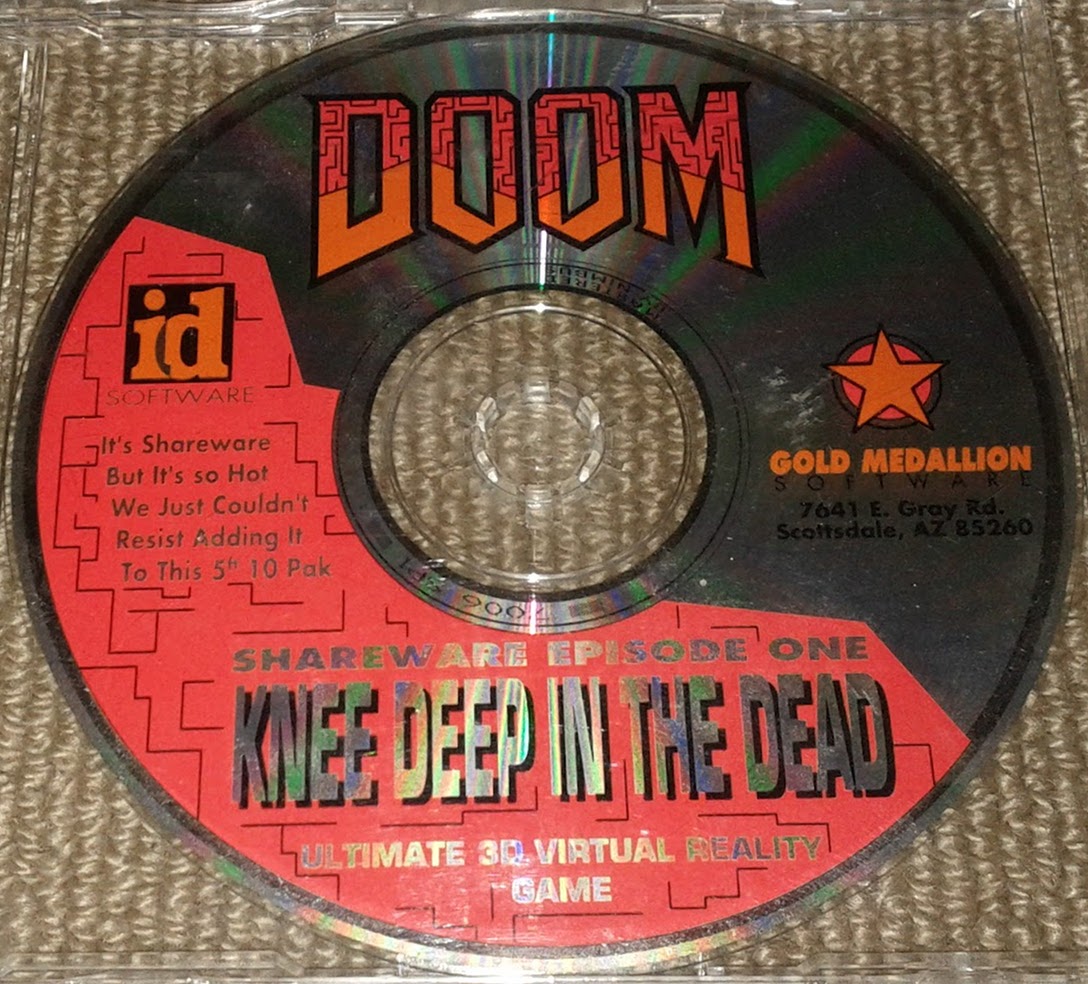 DOOM
id
SOFTWARE
It's Shareware
But It's so Hot
We Just Couldn't
Resist Adding It
To This 5th 10 Pak
GOLD MEDALLION
SOFTWARE
7641 E. Gray Rd.
Scottsdale, AZ 85260
SHAREWARE EPISODE ONE
KNEE DEEP IN THE DEAD
ULTIMATE 3D VIRTUAL REALITY
GAME